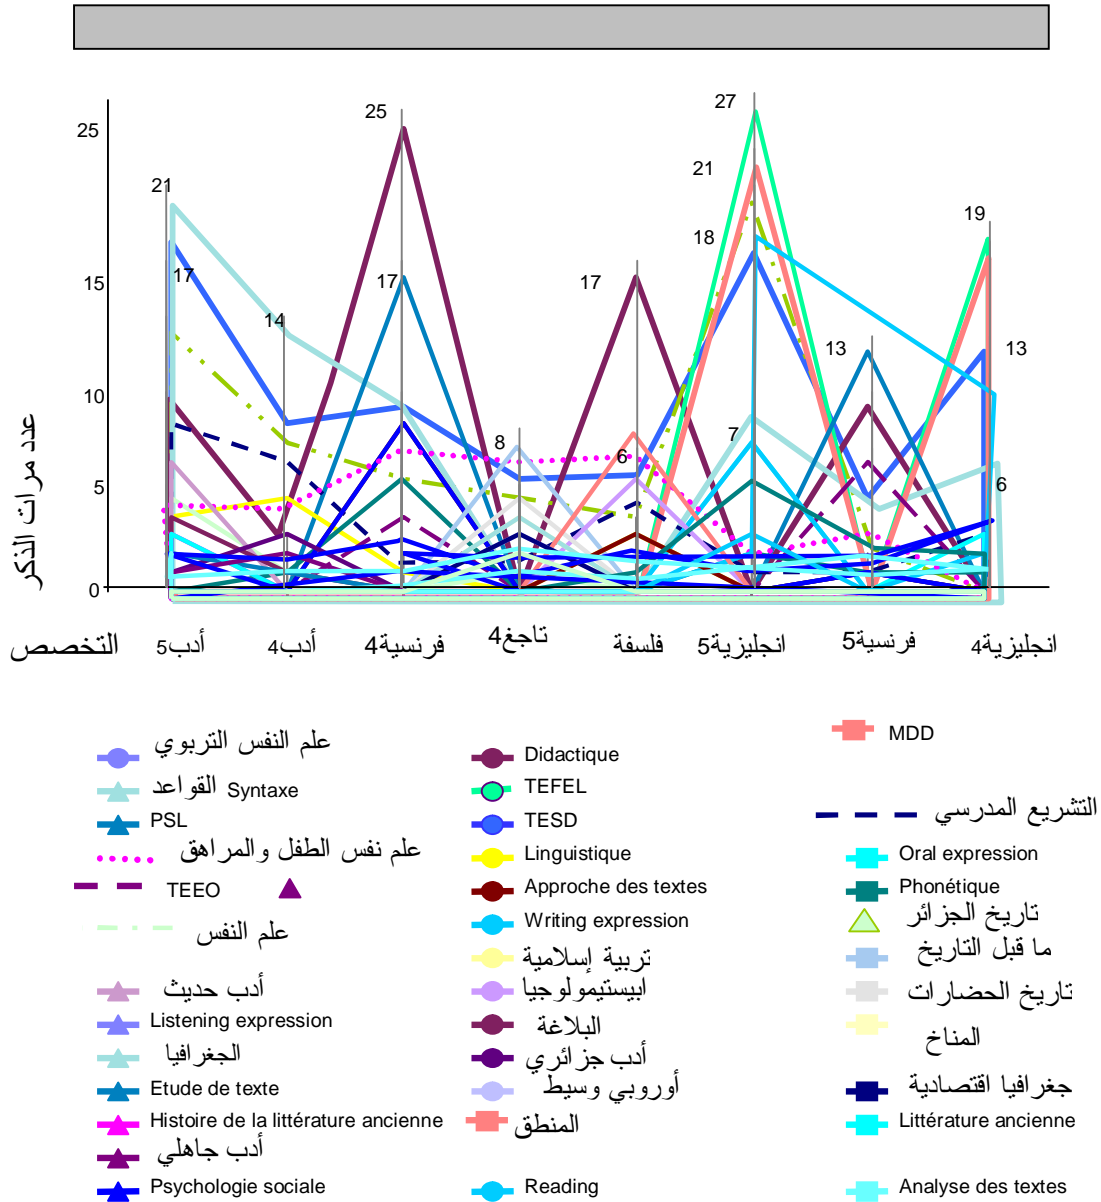 27
25
25
21
21
19
18
17
17
17
15
14
13
13
10
8
7
6
6
5
0
عدد مرات الذكر
التخصص
أدب5
أدب4
فرنسية4
تاجغ4
فلسفة
انجليزية5
فرنسية5
انجليزية4
علم النفس التربوي
Didactique
MDD
القواعد Syntaxe
TEFEL
PSL
TESD
التشريع المدرسي
علم نفس الطفل والمراهق
Linguistique
Oral expression
TEEO
Approche des textes
Phonétique
علم النفس
Writing expression
تاريخ الجزائر
تربية إسلامية
ما قبل التاريخ
أدب حديث
ابيستيمولوجيا
تاريخ الحضارات
Listening expression
البلاغة
المناخ
الجغرافيا
أدب جزائري
Etude de texte
أوروبي وسيط
جغرافيا اقتصادية
Histoire de la littérature ancienne
المنطق
Littérature ancienne
أدب جاهلي
Psychologie sociale
Reading
Analyse des textes